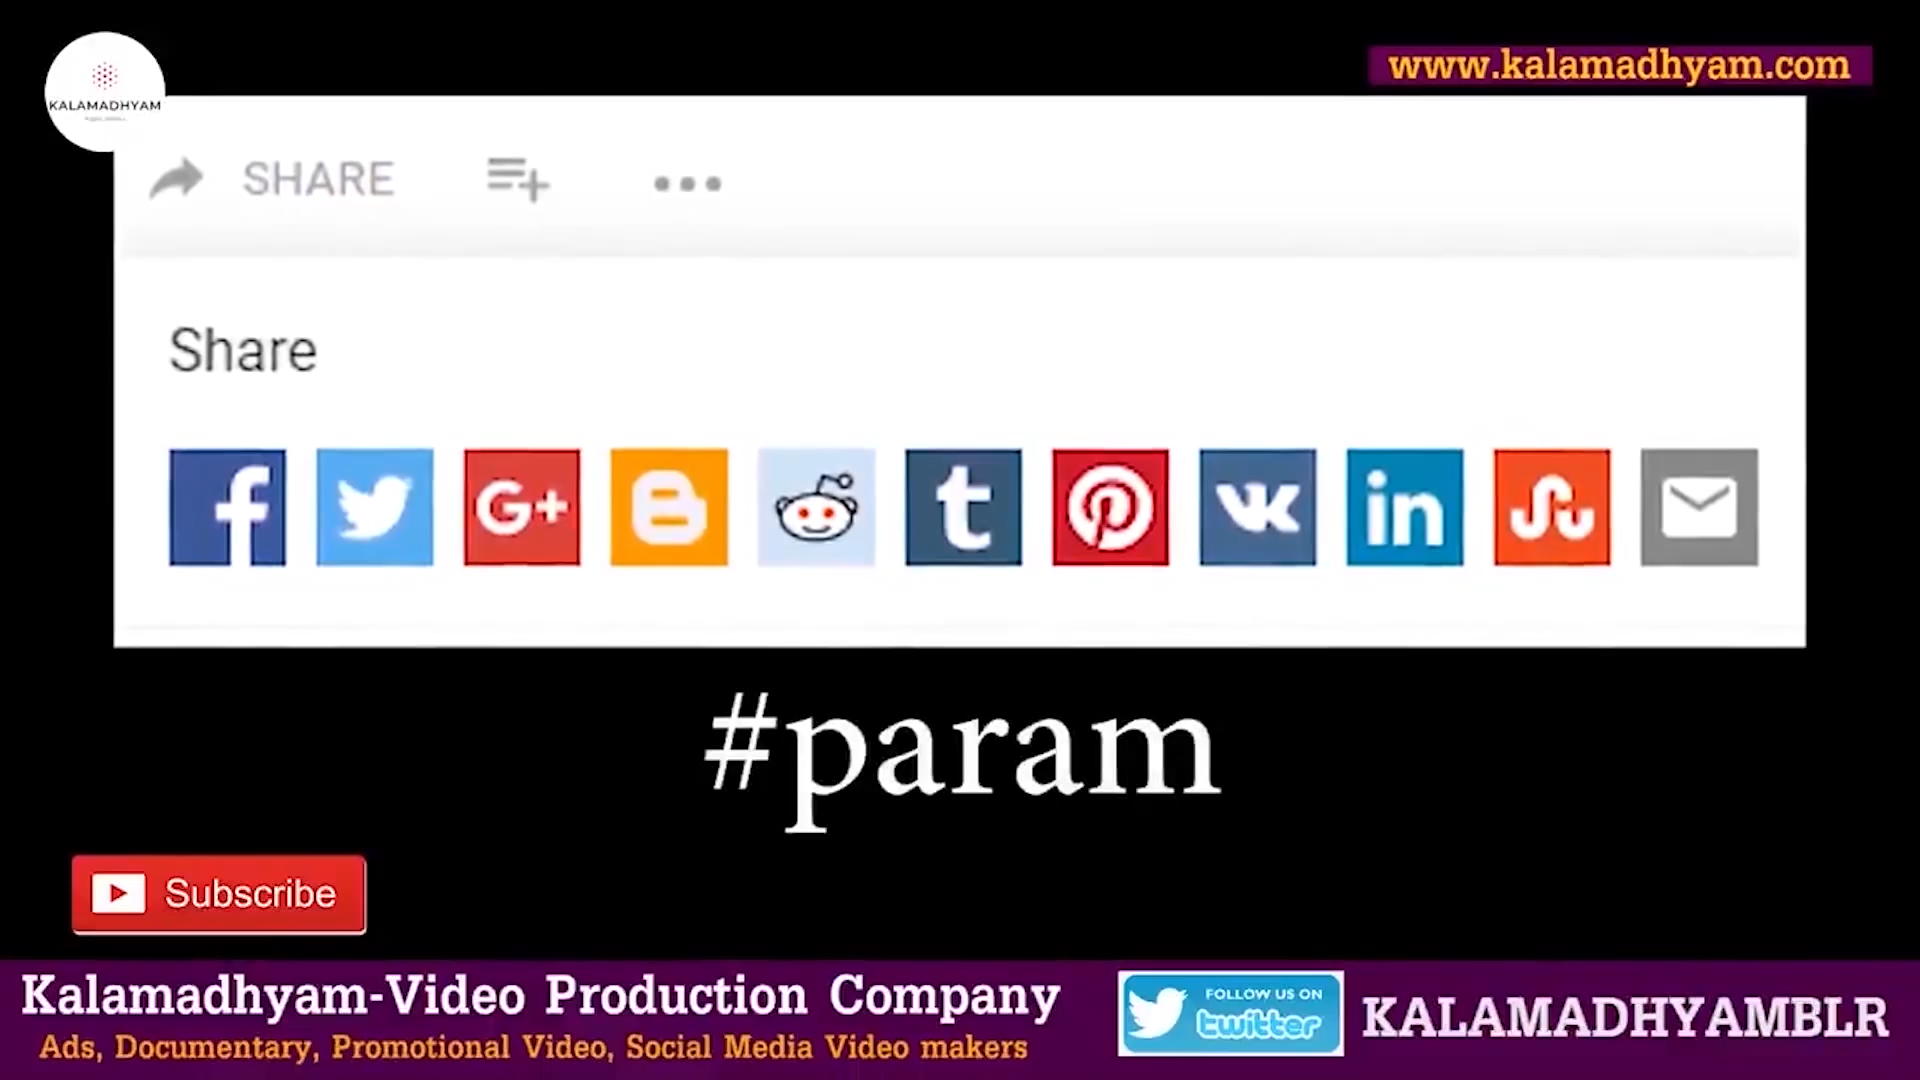 KALAMADHYAM
www.kalamadhyam.com
SHARE
Share
f G+ B t P VK in
#param
Subscribe
Kalamadhyam-Video Production Company
Ads, Documentary, Promotional Video, Social Media Video makers
FOLLOW US ON
twitter
KALAMADHYAMBLR